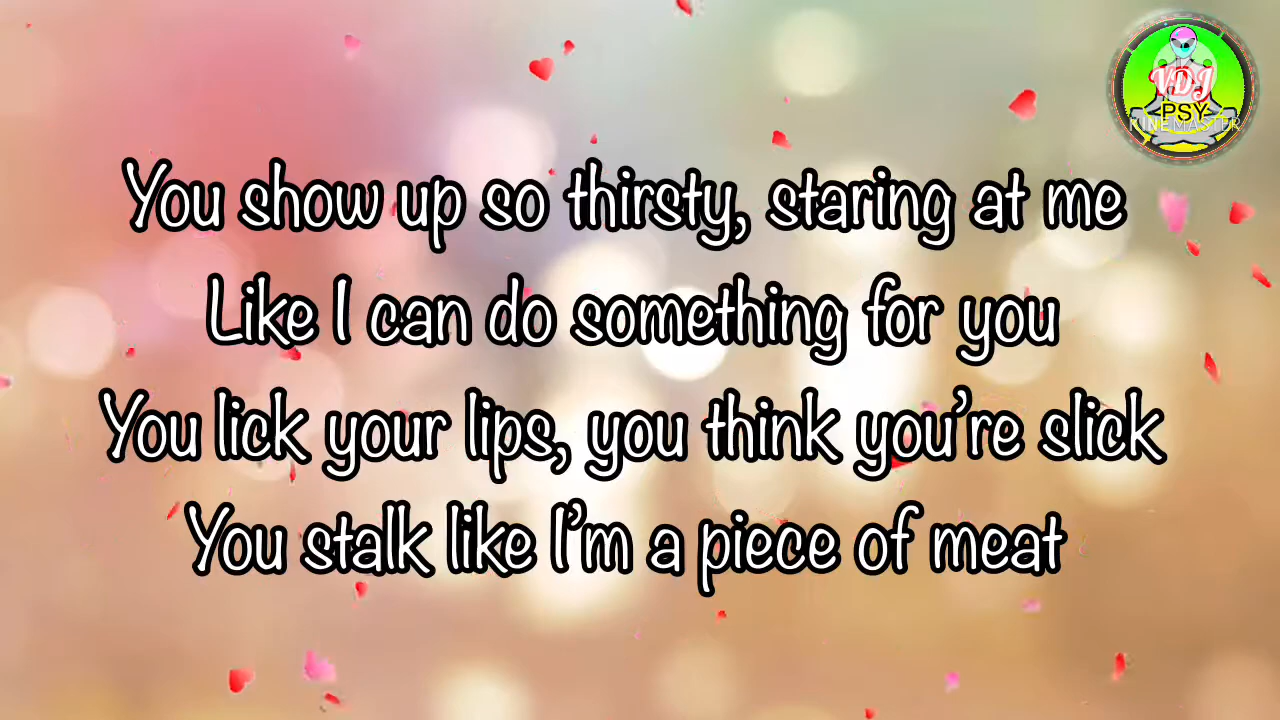 VDJ
PSY
KINEMASTER
You show up so thirsty, staring at me
Like I can do something for you
You lick your lips, you think you’re slick
You stalk like I’m a piece of meat